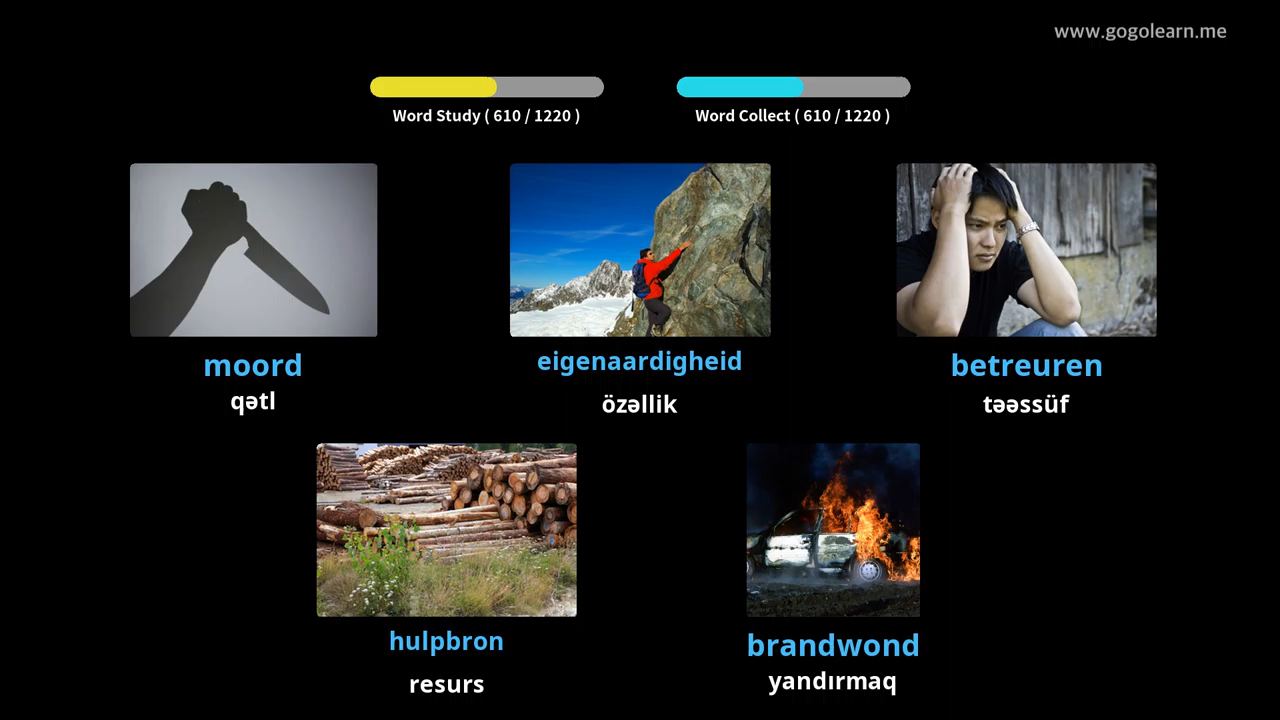 www.gogolearn.me
Word Study ( 610 / 1220 )
Word Collect ( 610 / 1220 )
moord
qətl
eigenaardigheid
özəllik
betreuren
təəssüf
hulpbron
resurs
brandwond
yandırmaq